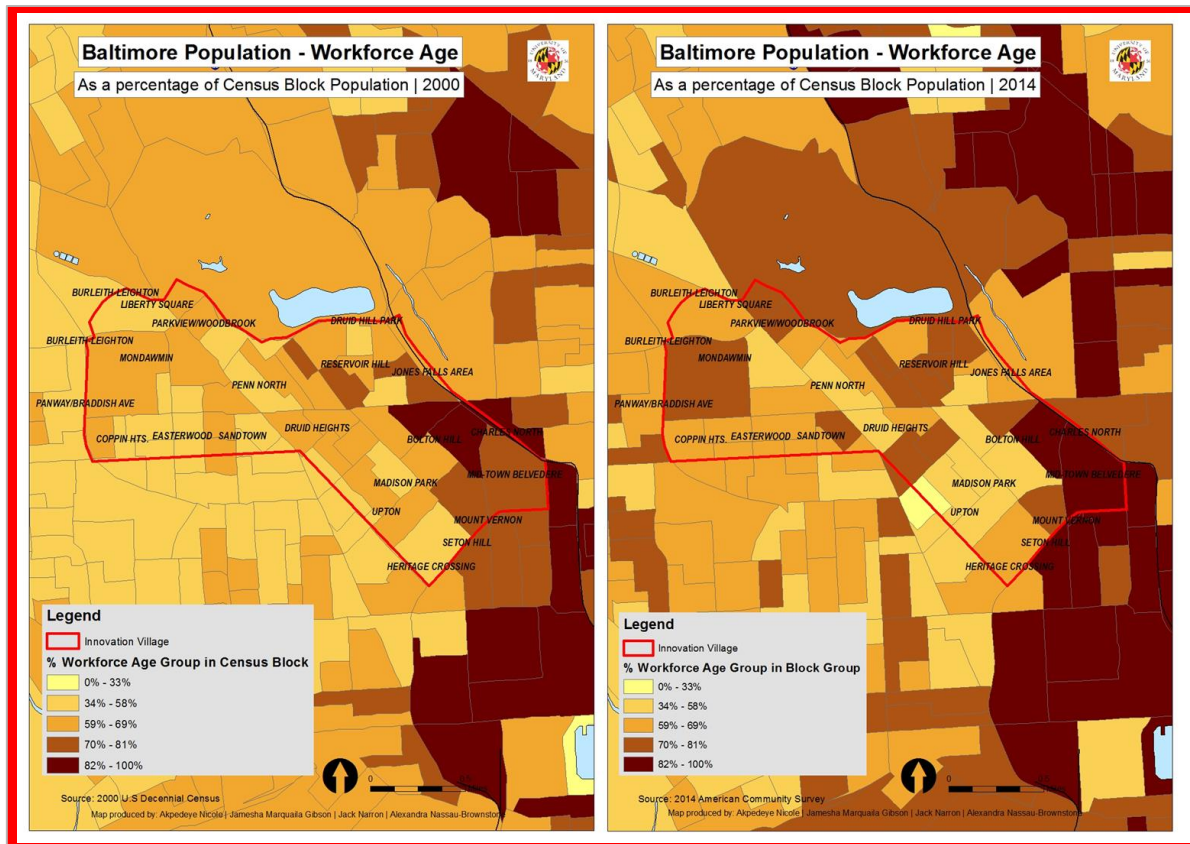 Baltimore Population - Workforce Age
As a percentage of Census Block Population | 2000
UNIVERSITY OF
MARYLAND
BURLEITH-LEIGHTON
LIBERTY SQUARE
PARKVIEW/WOODBROOK
DRUID HILL PARK
BURLEITH-LEIGHTON
MONDAWMIN
RESERVOIR HILL
JONES FALLS AREA
PENN NORTH
PANWAY/BRADDISH AVE
COPPIN HTS.
EASTERWOOD
SANDTOWN
DRUID HEIGHTS
BOLTON HILL
CHARLES NORTH
MADISON PARK
MID-TOWN BELVEDERE
UPTON
MOUNT VERNON
SETON HILL
HERITAGE CROSSING
Legend
Innovation Village
% Workforce Age Group in Census Block
0% - 33%
34% - 58%
59% - 69%
70% - 81%
82% - 100%
0
Source: 2000 U.S Decennial Census
Map produced by: Akpedeye Nicole | Jamesha Marquaila Gibson | Jack Narron | Alexandra Nassau-Brownstone
Baltimore Population - Workforce Age
As a percentage of Census Block Population | 2014
UNIVERSITY OF
MARYLAND
BURLEITH-LEIGHTON
LIBERTY SQUARE
PARKVIEW/WOODBROOK
DRUID HILL PARK
BURLEITH-LEIGHTON
MONDAWMIN
RESERVOIR HILL
JONES FALLS AREA
PENN NORTH
PANWAY/BRADDISH AVE
COPPIN HTS.
EASTERWOOD
SANDTOWN
DRUID HEIGHTS
BOLTON HILL
CHARLES NORTH
MADISON PARK
MID-TOWN BELVEDERE
UPTON
MOUNT VERNON
SETON HILL
HERITAGE CROSSING
Legend
Innovation Village
% Workforce Age Group in Block Group
0% - 33%
34% - 58%
59% - 69%
70% - 81%
82% - 100%
0
Source: 2014 American Community Survey
Map produced by: Akpedeye Nicole | Jamesha Marquaila Gibson | Jack Narron | Alexandra Nassau-Brownstone